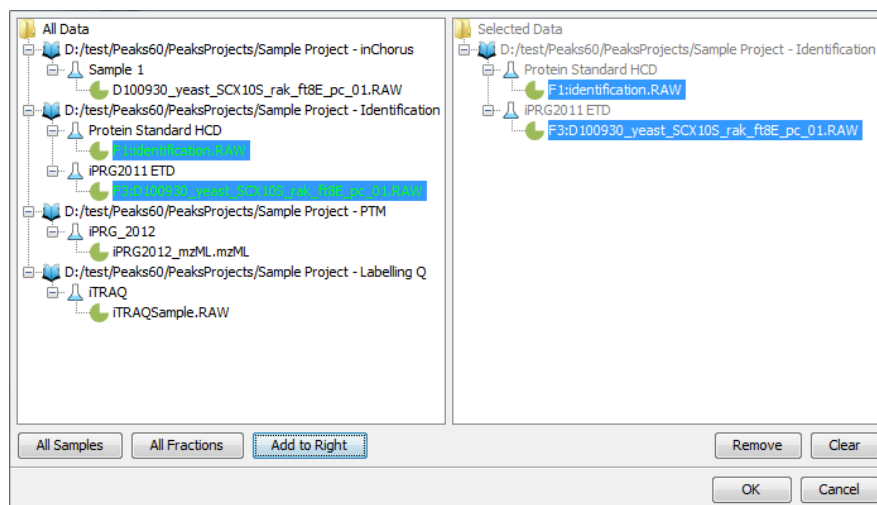 All Data
D:/test/Peaks60/PeaksProjects/Sample Project - inChorus
Sample 1
D100930_yeast_SCX10S_rak_ft8E_pc_01.RAW
D:/test/Peaks60/PeaksProjects/Sample Project - Identification
Protein Standard HCD
F1:identification.RAW
iPRG2011 ETD
F3:D100930_yeast_SCX10S_rak_ft8E_pc_01.RAW
D:/test/Peaks60/PeaksProjects/Sample Project - PTM
iPRG_2012
iPRG2012_mzML.mzML
D:/test/Peaks60/PeaksProjects/Sample Project - Labelling Q
iTRAQ
iTRAQSample.RAW
Selected Data
D:/test/Peaks60/PeaksProjects/Sample Project - Identification
Protein Standard HCD
F1:identification.RAW
iPRG2011 ETD
F3:D100930_yeast_SCX10S_rak_ft8E_pc_01.RAW
All Samples All Fractions Add to Right Remove Clear
OK Cancel